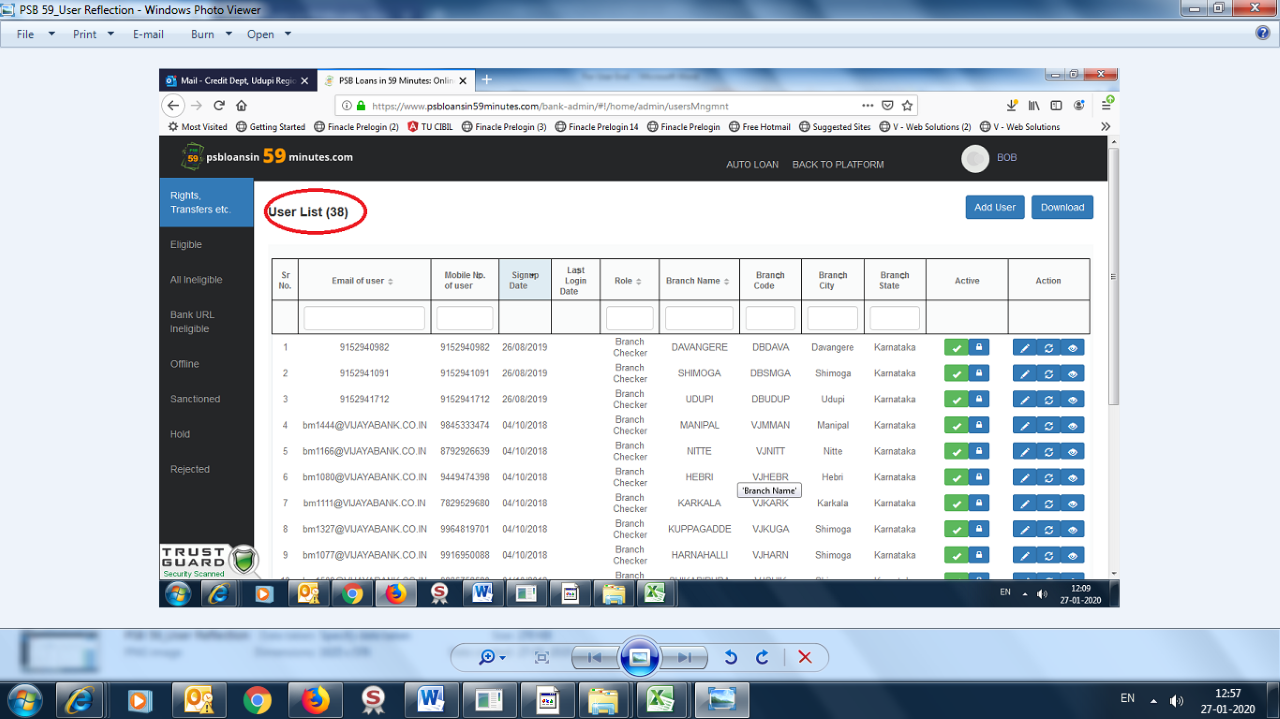 PSB 59_User Reflection - Windows Photo Viewer
File Print E-mail Burn Open
Mail - Credit Dept, Udupi Regi PSB Loans in 59 Minutes: Onlin
https://www.psbloansin59minutes.com/bank-admin/#!/home/admin/usersMngmnt
Most Visited Getting Started Finacle Prelogin (2) TU CIBIL Finacle Prelogin (3) Finacle Prelogin 14 Finacle Prelogin Free Hotmail Suggested Sites V - Web Solutions (2) V - Web Solutions
psbloansin 59 minutes.com
AUTO LOAN BACK TO PLATFORM BOB
Rights,
Transfers etc.
Eligible
All Ineligible
Bank URL
Ineligible
Offline
Sanctioned
Hold
Rejected
TRUST
GUARD
Security Scanned
User List (38) Add User Download
Sr No. Email of user Mobile No. of user Signup Date Last Login Date Role Branch Name Branch Code Branch City Branch State Active Action
1 9152940982 9152940982 26/08/2019 Branch Checker DAVANGERE DBDAVA Davangere Karnataka
2 9152941091 9152941091 26/08/2019 Branch Checker SHIMOGA DBSMGA Shimoga Karnataka
3 9152941712 9152941712 26/08/2019 Branch Checker UDUPI DBUDUP Udupi Karnataka
4 bm1444@VIJAYABANK.CO.IN 9845333474 04/10/2018 Branch Checker MANIPAL VJMMAN Manipal Karnataka
5 bm1166@VIJAYABANK.CO.IN 8792926639 04/10/2018 Branch Checker NITTE VJNITT Nitte Karnataka
6 bm1080@VIJAYABANK.CO.IN 9449474398 04/10/2018 Branch Checker HEBRI VJHEBR Hebri Karnataka
'Branch Name'
7 bm1111@VIJAYABANK.CO.IN 7829529680 04/10/2018 Branch Checker KARKALA VJKARK Karkala Karnataka
8 bm1327@VIJAYABANK.CO.IN 9964819701 04/10/2018 Branch Checker KUPPAGADDE VJKUGA Shimoga Karnataka
9 bm1077@VIJAYABANK.CO.IN 9916950088 04/10/2018 Branch Checker HARNAHALLI VJHARN Shimoga Karnataka
Branch
EN 12:09
27-01-2020
EN 12:57
27-01-2020